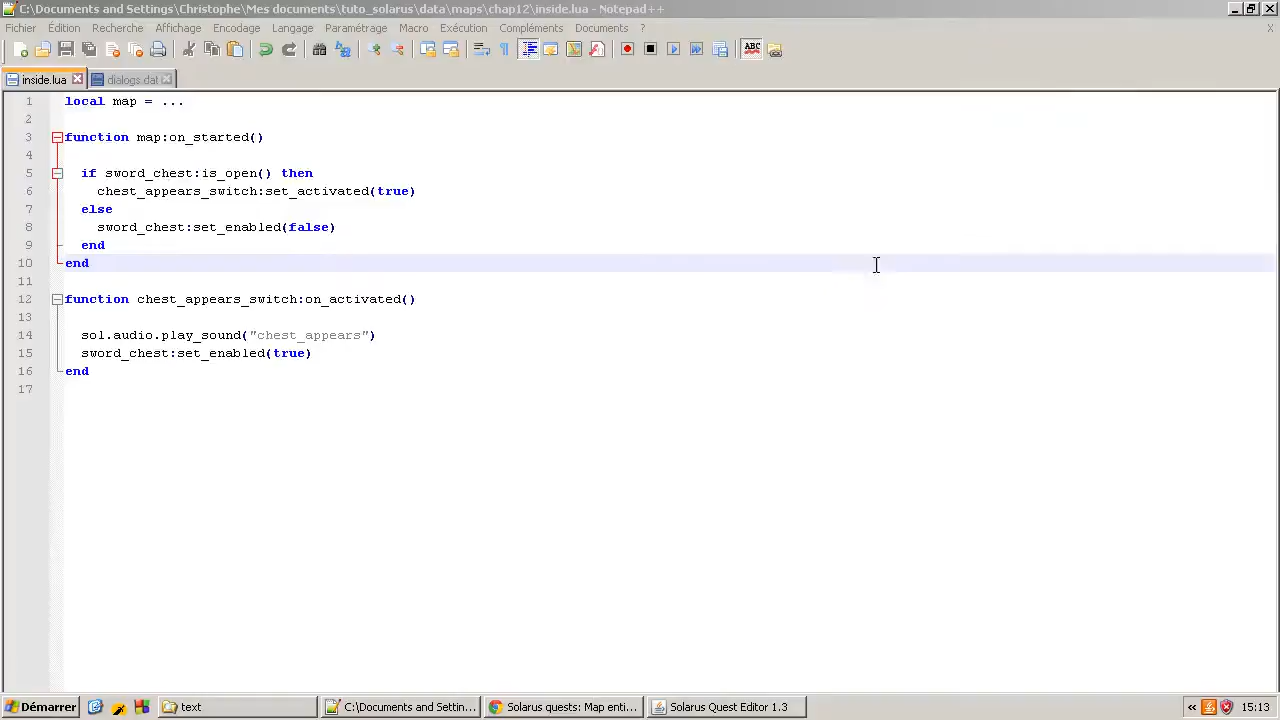 C:\Documents and Settings\Christophe\Mes documents\tuto_solarus\data\maps\chap12\inside.lua - Notepad++
Fichier Édition Recherche Affichage Encodage Langage Paramétrage Macro Exécution Compléments Documents ? X
ABC
inside.lua dialogs.dat
1 local map = ...
2
3 function map:on_started()
4
5 if sword_chest:is_open() then
6 chest_appears_switch:set_activated(true)
7 else
8 sword_chest:set_enabled(false)
9 end
10 end
11
12 function chest_appears_switch:on_activated()
13
14 sol.audio.play_sound("chest_appears")
15 sword_chest:set_enabled(true)
16 end
17
Démarrer text C:\Documents and Settin... Solarus quests: Map enti... Solarus Quest Editor 1.3 « 15:13